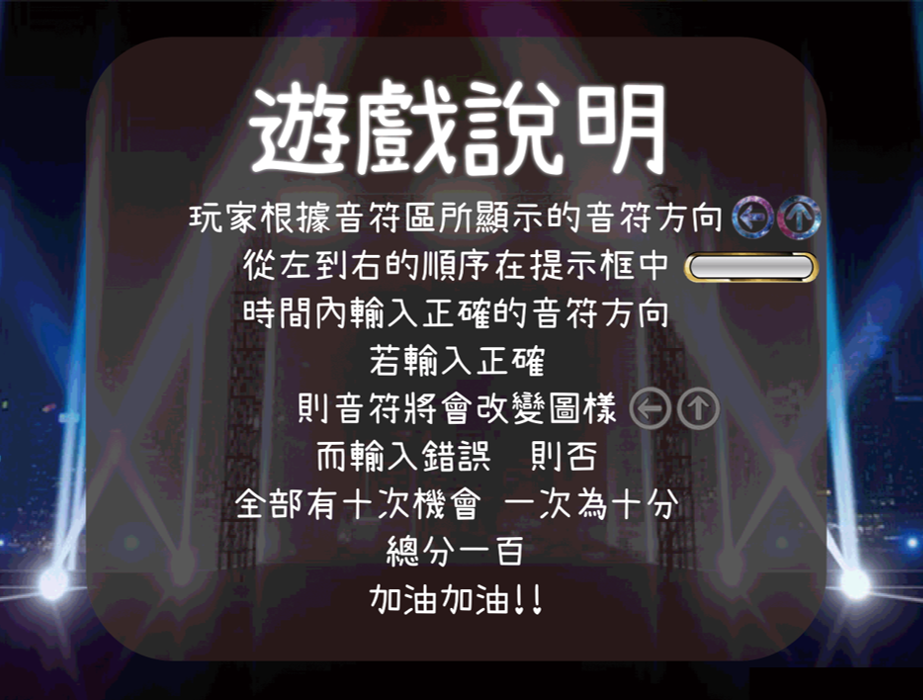 遊戲說明
玩家根據音符區所顯示的音符方向
從左到右的順序在提示框中
時間內輸入正確的音符方向
若輸入正確
則音符將會改變圖樣
而輸入錯誤 則否
全部有十次機會 一次為十分
總分一百
加油加油!!